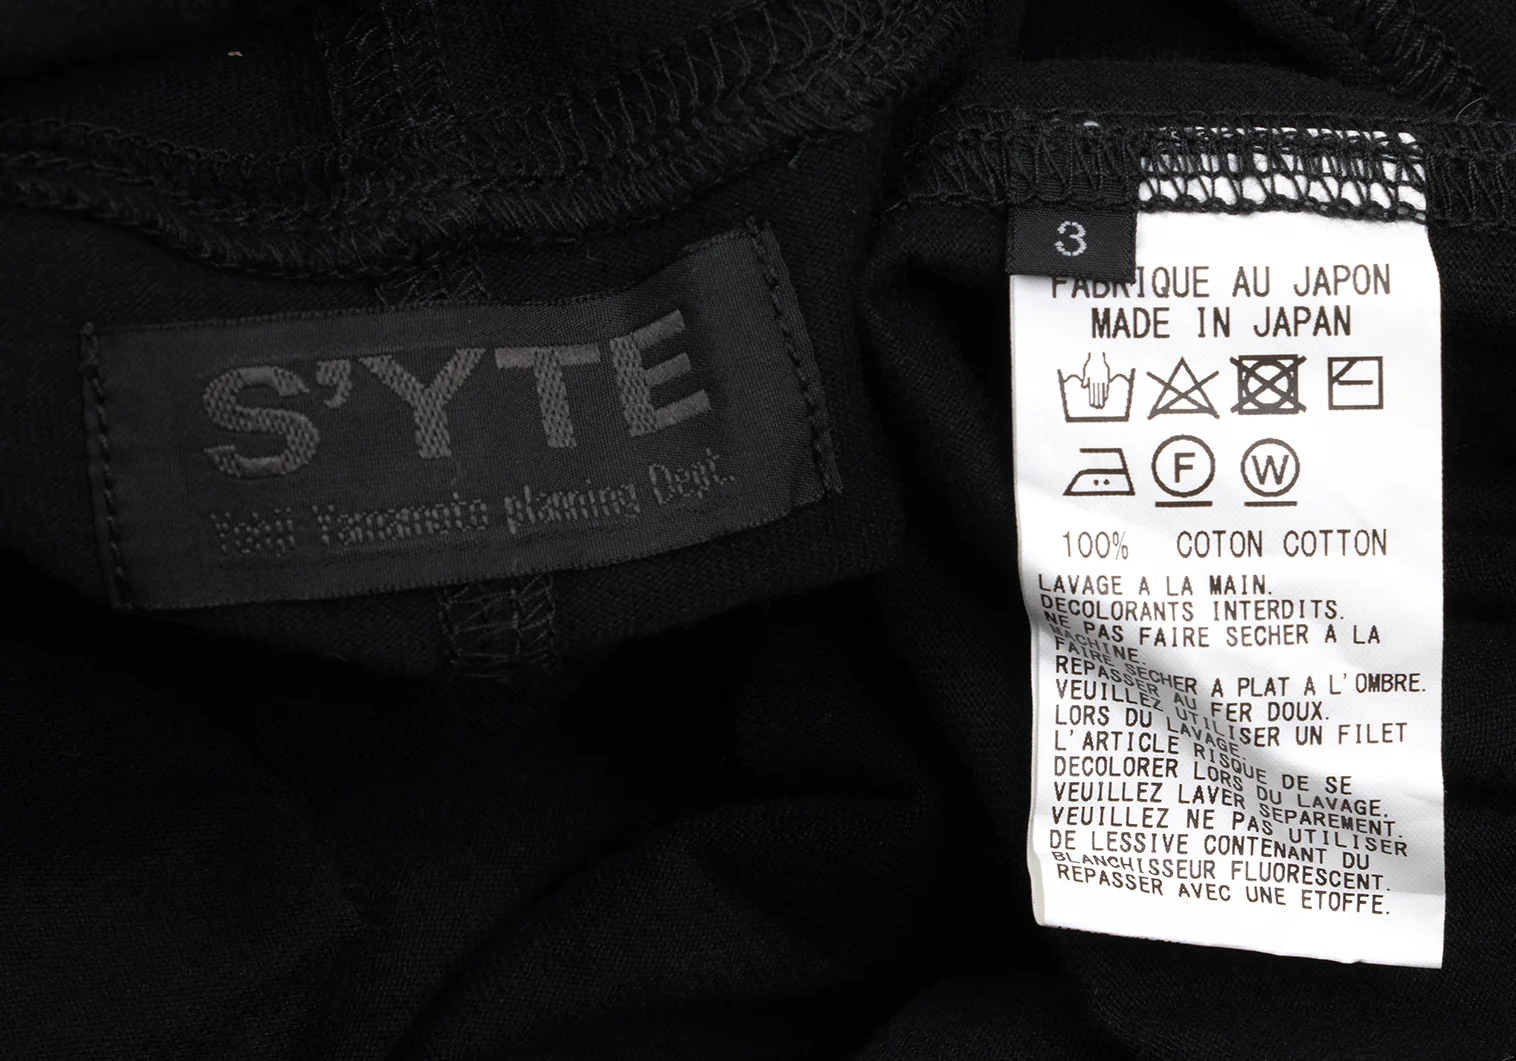 S'YTE
Yohji Yamamoto planning Dept.
3
FABRIQUE AU JAPON
MADE IN JAPAN
F W
100% COTON COTTON
LAVAGE A LA MAIN.
DECOLORANTS INTERDITS.
NE PAS FAIRE SECHER A LA
MACHINE.
FAIRE SECHER A PLAT A L'OMBRE.
REPASSER AU FER DOUX.
VEUILLEZ UTILISER UN FILET
LORS DU LAVAGE.
L'ARTICLE RISQUE DE SE
DECOLORER LORS DU LAVAGE.
VEUILLEZ LAVER SEPAREMENT.
VEUILLEZ NE PAS UTILISER
DE LESSIVE CONTENANT DU
BLANCHISSEUR FLUORESCENT.
REPASSER AVEC UNE ETOFFE.